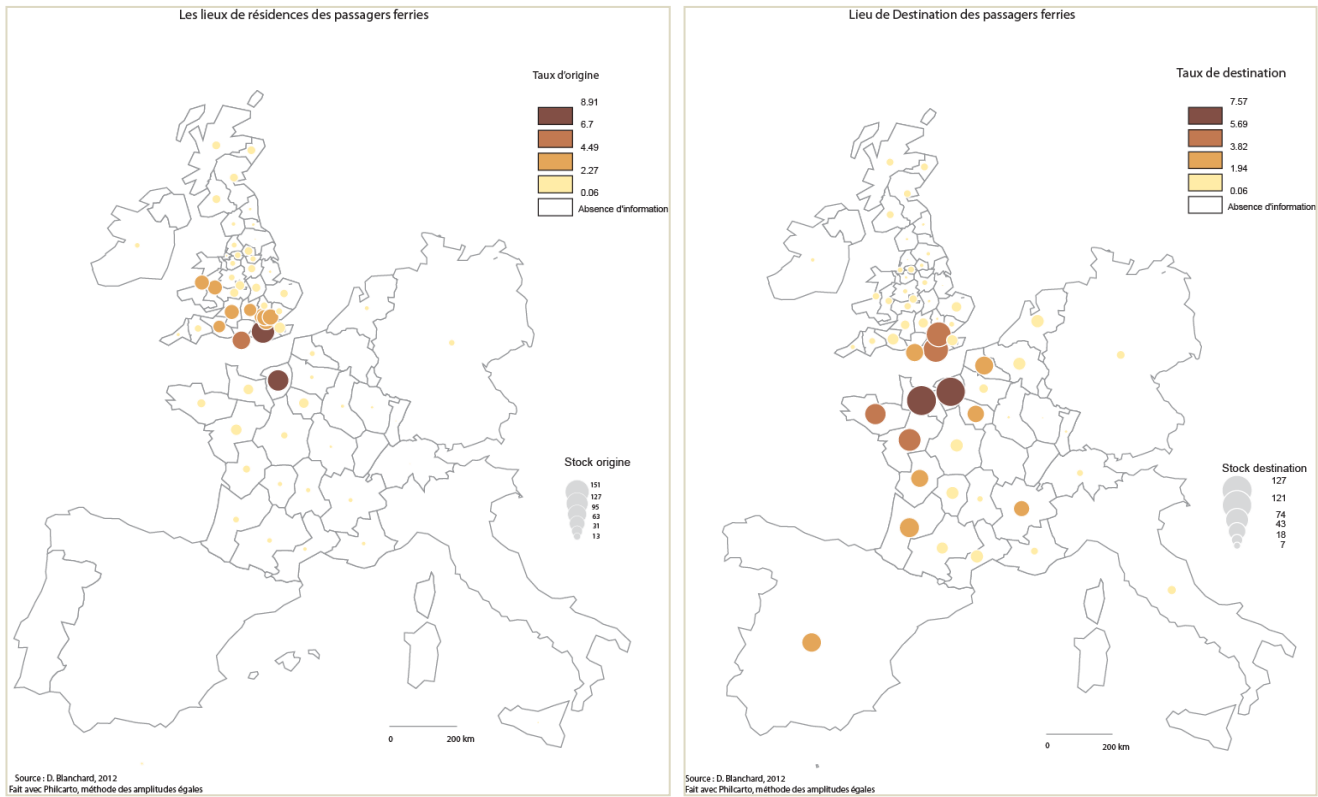 Les lieux de résidences des passagers ferries
Taux d'origine
8.91
6.7
4.49
2.27
0.06
Absence d'information
Stock origine
151
127
95
63
31
13
0 200 km
Source : D. Blanchard, 2012
Fait avec Philcarto, méthode des amplitudes égales
Lieu de Destination des passagers ferries
Taux de destination
7.57
5.69
3.82
1.94
0.06
Absence d'information
Stock destination
127
121
74
43
18
7
0 200 km
Source : D. Blanchard, 2012
Fait avec Philcarto, méthode des amplitudes égales